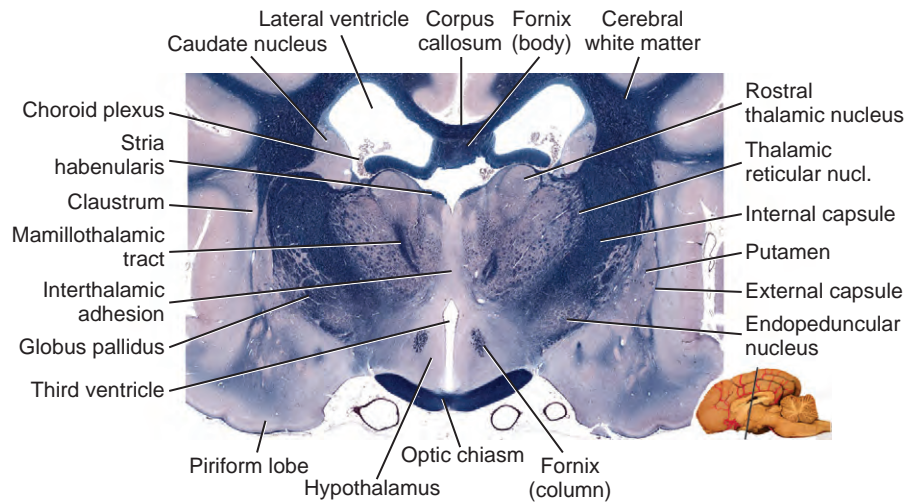 Lateral ventricle
Corpus
callosum
Fornix
(body)
Cerebral
white matter
Caudate nucleus
Choroid plexus
Stria
habenularis
Claustrum
Mamillothalamic
tract
Interthalamic
adhesion
Globus pallidus
Third ventricle
Rostral
thalamic nucleus
Thalamic
reticular nucl.
Internal capsule
Putamen
External capsule
Endopeduncular
nucleus
Piriform lobe
Hypothalamus
Optic chiasm
Fornix
(column)